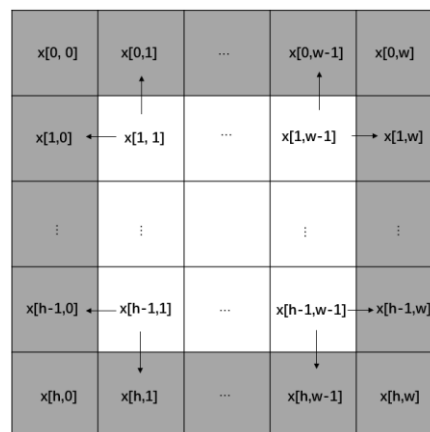 x[0, 0] x[0,1] ... x[0,w-1] x[0,w]
x[1,0] x[1, 1] ... x[1,w-1] x[1,w]
⋮ ⋮ ⋮ ⋮
x[h-1,0] x[h-1,1] ... x[h-1,w-1] x[h-1,w]
x[h,0] x[h,1] ... x[h,w-1] x[h,w]